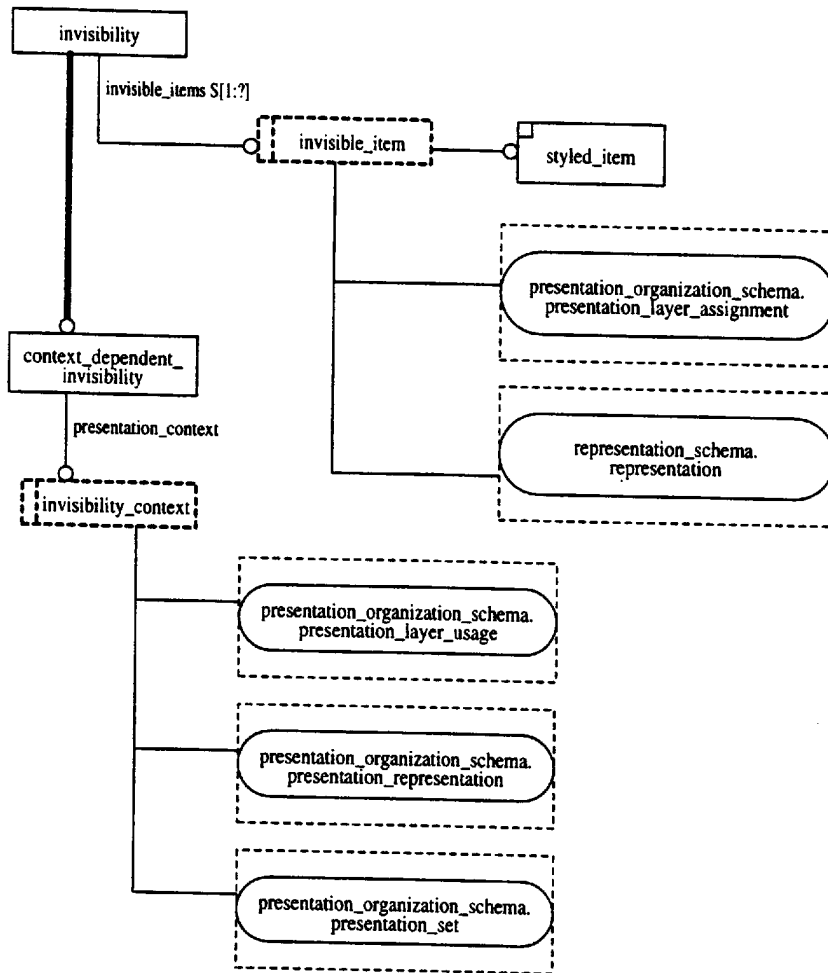 invisibility
invisible_items S[1:?]
invisible_item
styled_item
presentation_organization_schema.
presentation_layer_assignment
context_dependent_
invisibility
presentation_context
representation_schema.
representation
invisibility_context
presentation_organization_schema.
presentation_layer_usage
presentation_organization_schema.
presentation_representation
presentation_organization_schema.
presentation_set